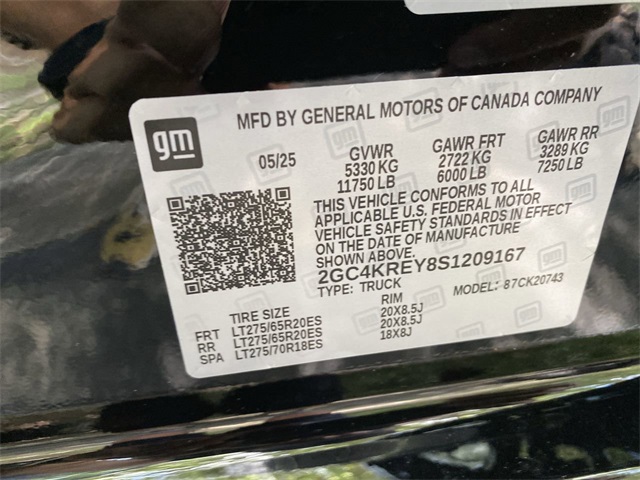 MFD BY GENERAL MOTORS OF CANADA COMPANY
gm
05/25
GVWR
5330 KG
11750 LB
GAWR FRT
2722 KG
6000 LB
GAWR RR
3289 KG
7250 LB
THIS VEHICLE CONFORMS TO ALL
APPLICABLE U.S. FEDERAL MOTOR
VEHICLE SAFETY STANDARDS IN EFFECT
ON THE DATE OF MANUFACTURE
SHOWN ABOVE.
2GC4KREY8S1209167
TYPE: TRUCK
MODEL: 87CK20743
TIRE SIZE RIM
FRT LT275/65R20ES 20X8.5J
RR LT275/65R20ES 20X8.5J
SPA LT275/70R18ES 18X8J